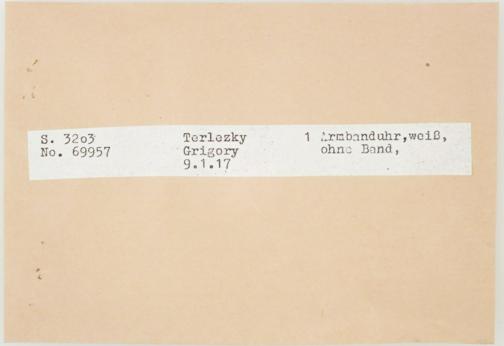 S. 32o3 Terlezky 1 Armbanduhr,weiß,
No. 69957 Grigory ohne Band,
9.1.17